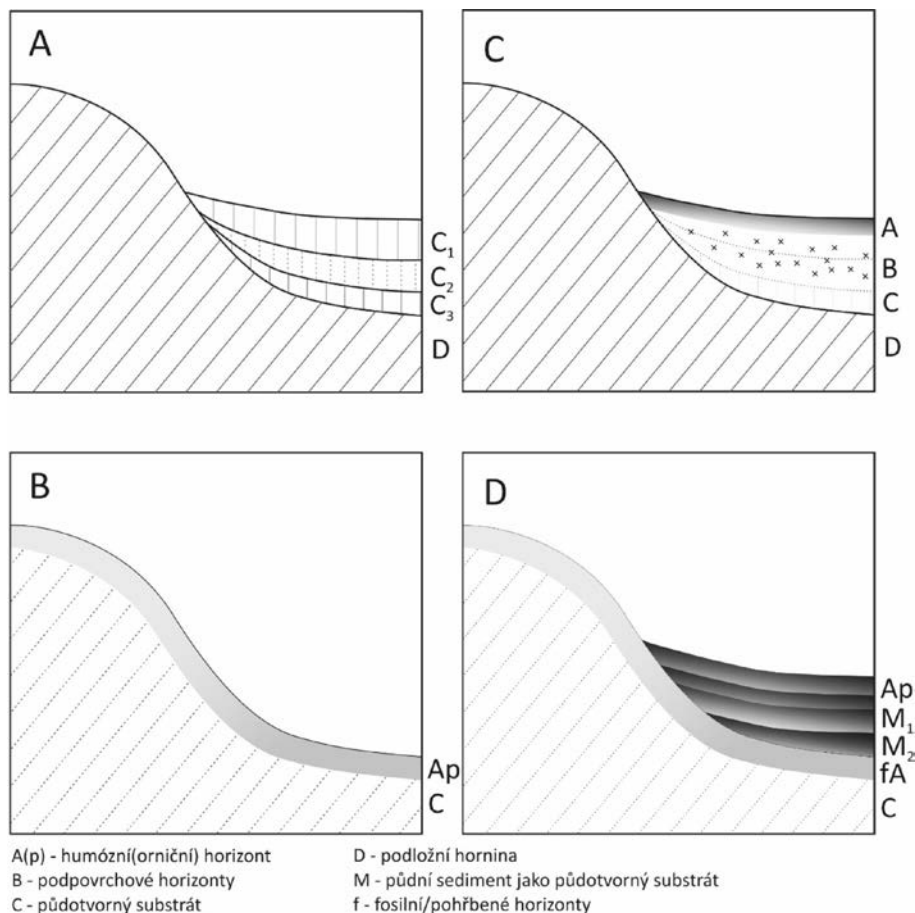 A
C₁
C₂
C₃
D
C
A
B
C
D
B
Ap
C
D
Ap
M₁
M₂
fA
C
A(p) - humózní(orniční) horizont
B - podpovrchové horizonty
C - půdotvorný substrát
D - podložní hornina
M - půdní sediment jako půdotvorný substrát
f - fosilní/pohřbené horizonty